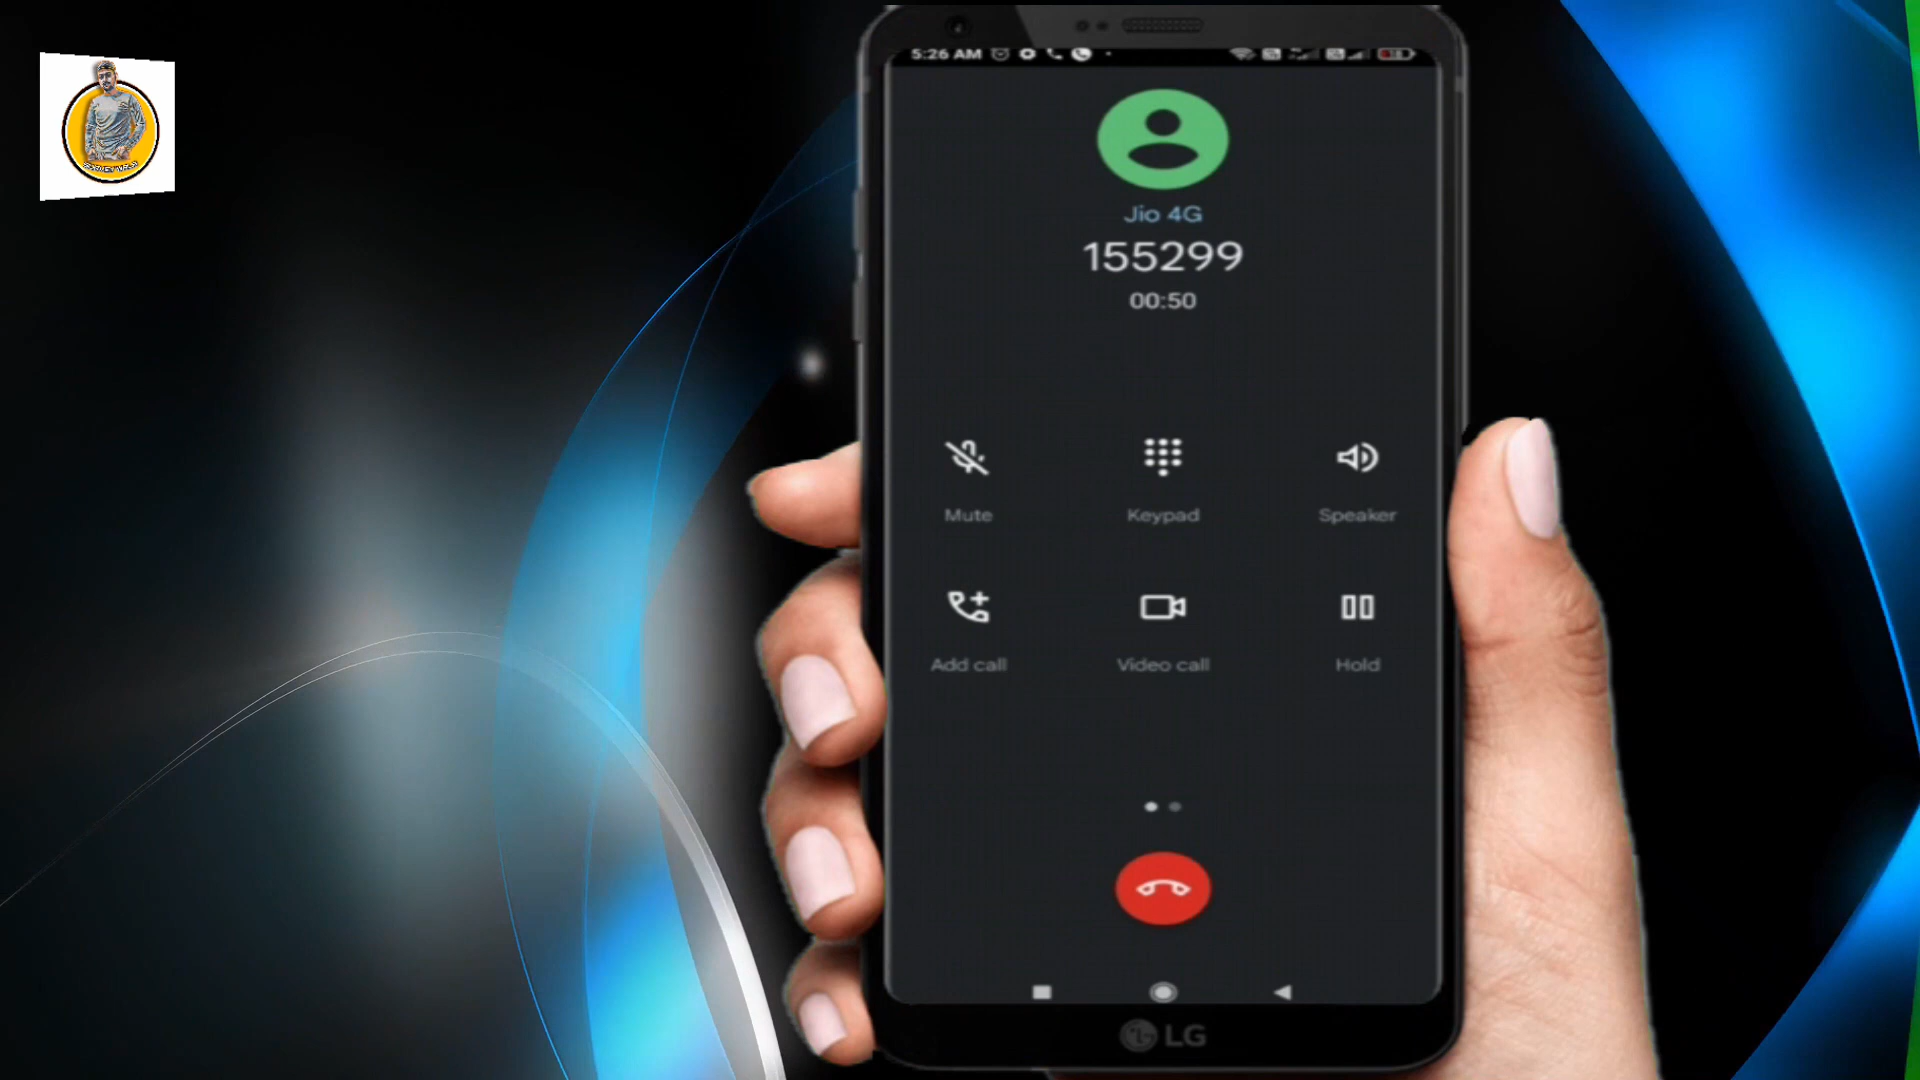 5:26 AM
Jio 4G
155299
00:50
Mute
Keypad
Speaker
Add call
Video call
Hold
LG